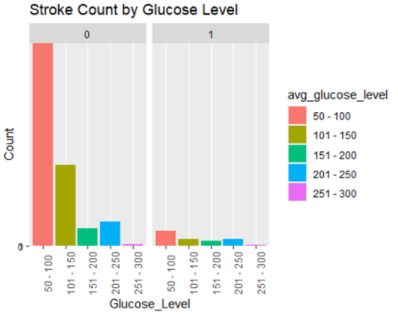 Stroke Count by Glucose Level
0
1
Count
0
50 - 100
101 - 150
151 - 200
201 - 250
251 - 300
50 - 100
101 - 150
151 - 200
201 - 250
251 - 300
Glucose_Level
avg_glucose_level
50 - 100
101 - 150
151 - 200
201 - 250
251 - 300